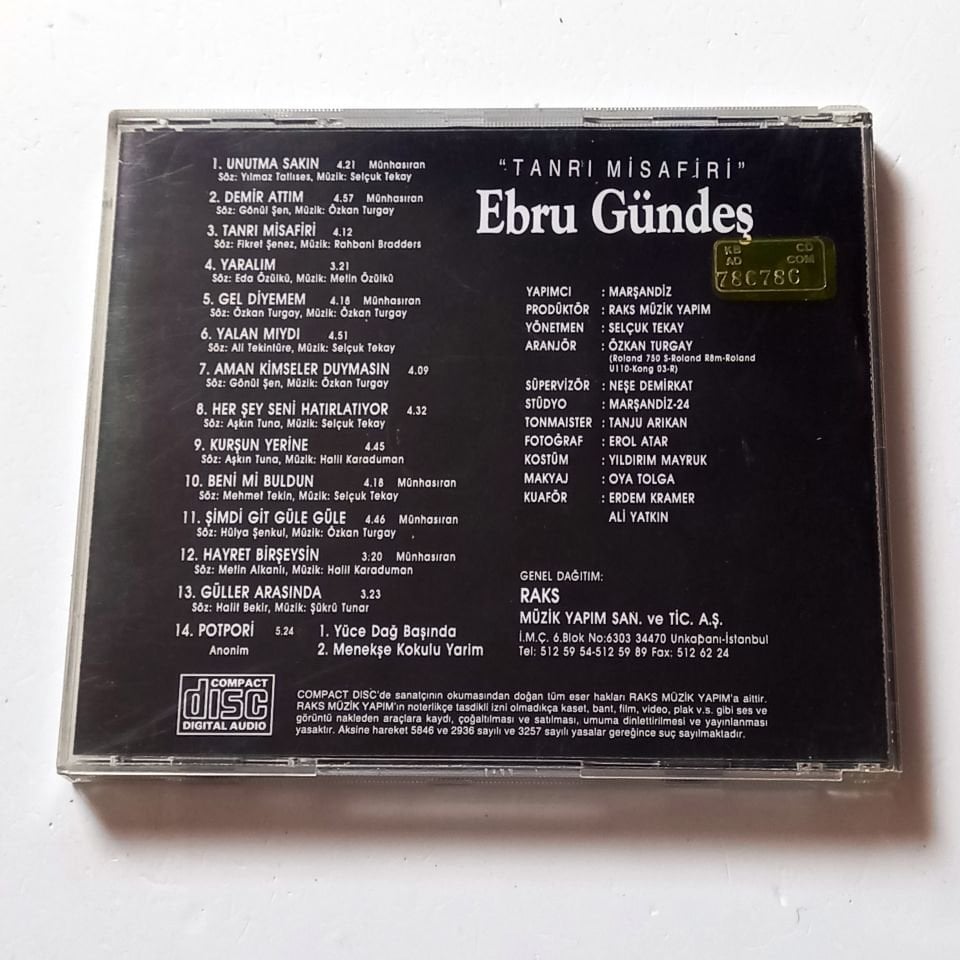 1. UNUTMA SAKIN 4.21 Münhasıran
Söz: Yılmaz Tatlıses, Müzik: Selçuk Tekay
2. DEMİR ATTIM 4.57 Münhasıran
Söz: Gönül Şen, Müzik: Özkan Turgay
3. TANRI MİSAFİRİ 4.12
Söz: Fikret Şenez, Müzik: Rahbani Bradders
4. YARALIM 3.21
Söz: Eda Özülkü, Müzik: Metin Özülkü
5. GEL DİYEMEM 4.18 Münhasıran
Söz: Özkan Turgay, Müzik: Özkan Turgay
6. YALAN MIYDI 4.51
Söz: Ali Tekintüre, Müzik: Selçuk Tekay
7. AMAN KİMSELER DUYMASIN 4.09
Söz: Gönül Şen, Müzik: Özkan Turgay
8. HER ŞEY SENİ HATIRLATIYOR 4.32
Söz: Aşkın Tuna, Müzik: Selçuk Tekay
9. KURŞUN YERİNE 4.45
Söz: Aşkın Tuna, Müzik: Halil Karaduman
10. BENİ Mİ BULDUN 4.18 Münhasıran
Söz: Mehmet Tekin, Müzik: Selçuk Tekay
11. ŞİMDİ GİT GÜLE GÜLE 4.46 Münhasıran
Söz: Hülya Şenkul, Müzik: Özkan Turgay
12. HAYRET BİRŞEYSİN 3:20 Münhasıran
Söz: Metin Alkanlı, Müzik: Halil Karaduman
13. GÜLLER ARASINDA 3.23
Söz: Halit Bekir, Müzik: Şükrü Tunar
14. POTPORİ 5.24 1. Yüce Dağ Başında
Anonim 2. Menekşe Kokulu Yarim
"TANRI MİSAFİRİ"
Ebru Gündeş
KB CD
AD COM
78C78C
YAPIMCI : MARŞANDİZ
PRODÜKTÖR : RAKS MÜZİK YAPIM
YÖNETMEN : SELÇUK TEKAY
ARANJÖR : ÖZKAN TURGAY
(Roland 750 S-Roland R8m-Roland
U110-Kong 03-R)
SÜPERVİZÖR : NEŞE DEMİRKAT
STÜDYO : MARŞANDİZ-24
TONMAISTER : TANJU ARIKAN
FOTOĞRAF : EROL ATAR
KOSTÜM : YILDIRIM MAYRUK
MAKYAJ : OYA TOLGA
KUAFÖR : ERDEM KRAMER
ALİ YATKIN
GENEL DAĞITIM:
RAKS
MÜZİK YAPIM SAN. ve TİC. A.Ş.
İ.M.Ç. 6.Blok No:6303 34470 Unkapanı-İstanbul
Tel: 512 59 54-512 59 89 Fax: 512 62 24
COMPACT
disc
DIGITAL AUDIO
COMPACT DISC'de sanatçının okumasından doğan tüm eser hakları RAKS MÜZİK YAPIM'a aittir.
RAKS MÜZİK YAPIM'ın noterlikçe tasdikli izni olmadıkça kaset, bant, film, video, plak v.s. gibi ses ve
görüntü nakleden araçlara kaydı, çoğaltılması ve satılması, umuma dinlettirilmesi ve yayınlanması
yasaktır. Aksine hareket 5846 ve 2936 sayılı ve 3257 sayılı yasalar gereğince suç sayılmaktadır.